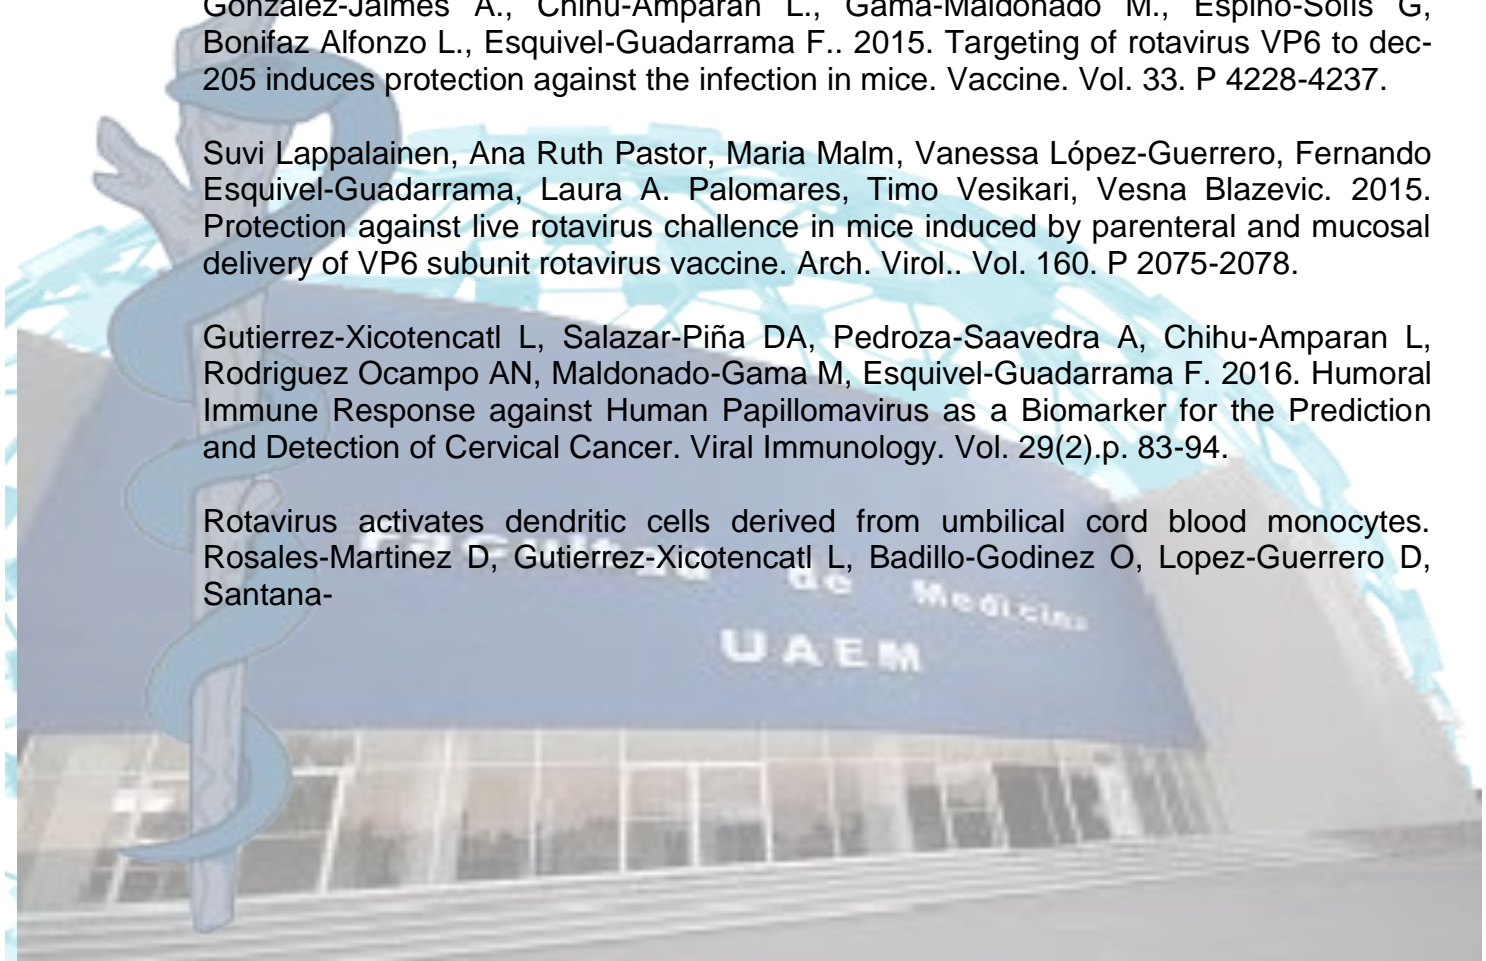 González-Jaimes A., Chihu-Amparan L., Gama-Maldonado M., Espino-Solis G,
Bonifaz Alfonzo L., Esquivel-Guadarrama F.. 2015. Targeting of rotavirus VP6 to dec-
205 induces protection against the infection in mice. Vaccine. Vol. 33. P 4228-4237.
Suvi Lappalainen, Ana Ruth Pastor, Maria Malm, Vanessa López-Guerrero, Fernando
Esquivel-Guadarrama, Laura A. Palomares, Timo Vesikari, Vesna Blazevic. 2015.
Protection against live rotavirus challence in mice induced by parenteral and mucosal
delivery of VP6 subunit rotavirus vaccine. Arch. Virol.. Vol. 160. P 2075-2078.
Gutierrez-Xicotencatl L, Salazar-Piña DA, Pedroza-Saavedra A, Chihu-Amparan L,
Rodriguez Ocampo AN, Maldonado-Gama M, Esquivel-Guadarrama F. 2016. Humoral
Immune Response against Human Papillomavirus as a Biomarker for the Prediction
and Detection of Cervical Cancer. Viral Immunology. Vol. 29(2).p. 83-94.
Rotavirus activates dendritic cells derived from umbilical cord blood monocytes.
Rosales-Martinez D, Gutierrez-Xicotencatl L, Badillo-Godinez O, Lopez-Guerrero D,
Santana-
Facultad de Medicina
UAEM